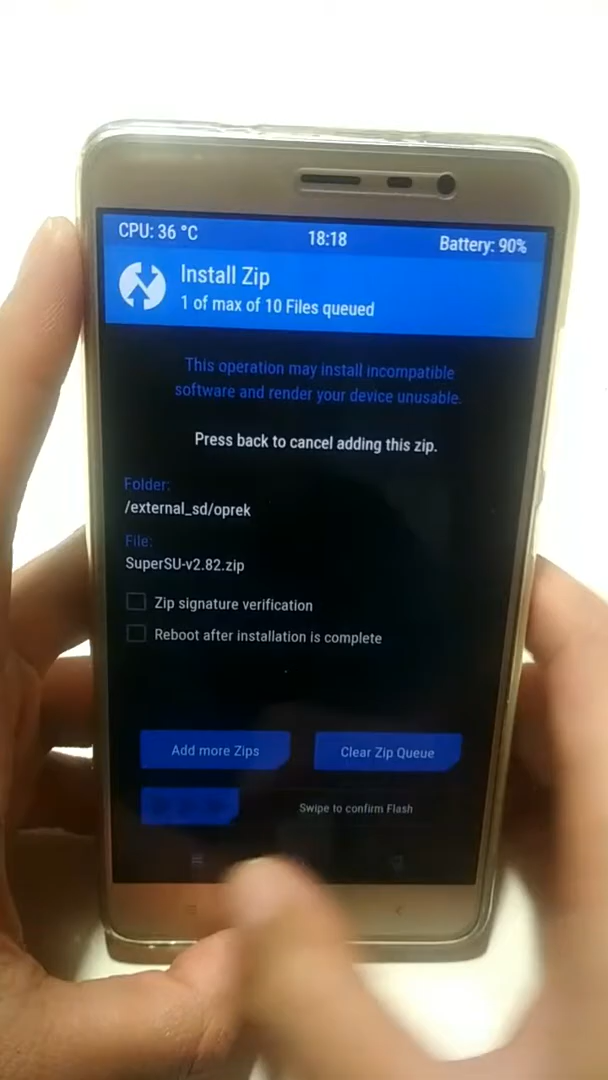 CPU: 36 °C
18:18
Battery: 90%
Install Zip
1 of max of 10 Files queued
This operation may install incompatible
software and render your device unusable.
Press back to cancel adding this zip.
Folder:
/external_sd/oprek
File:
SuperSU-v2.82.zip
Zip signature verification
Reboot after installation is complete
Add more Zips
Clear Zip Queue
Swipe to confirm Flash